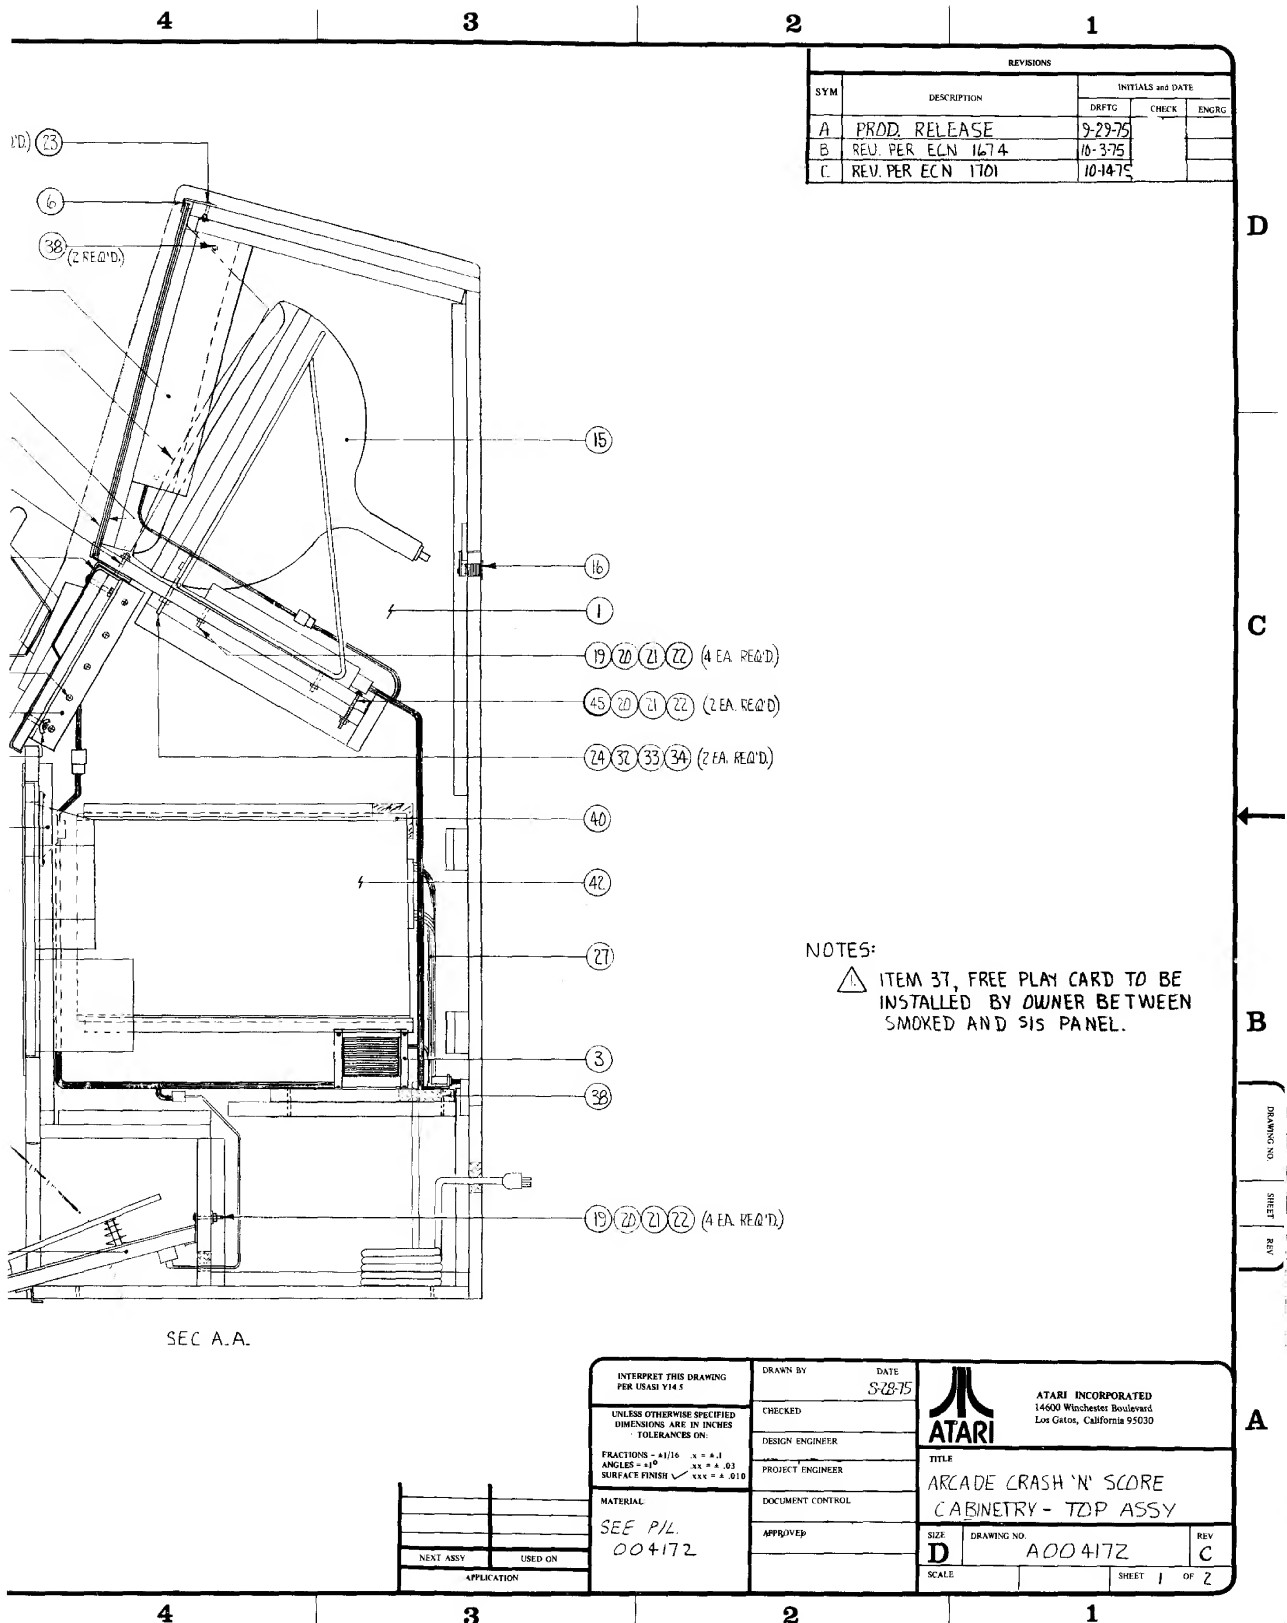 4 3 2 1
REVISIONS
SYM DESCRIPTION INITIALS and DATE
DRFTG CHECK ENGRG
A PROD. RELEASE 9-29-75
B REV. PER ECN 1674 10-3-75
C REV. PER ECN 1701 10-14-75
23
6
38 (2 REQ'D.)
D
15
16
1
C
19 20 21 22 (4 EA. REQ'D.)
45 20 21 22 (2 EA. REQ'D)
24 32 33 34 (2 EA. REQ'D.)
40
42
27
NOTES:
1. ITEM 37, FREE PLAY CARD TO BE
INSTALLED BY OWNER BETWEEN
SMOKED AND SIS PANEL.
B
3
38
DRAWING NO.
SHEET
REV
19 20 21 22 (4 EA. REQ'D.)
SEC A.A.
INTERPRET THIS DRAWING
PER USASI Y14.5
UNLESS OTHERWISE SPECIFIED
DIMENSIONS ARE IN INCHES
TOLERANCES ON:
FRACTIONS - ±1/16 .x = ±.1
ANGLES = ±1° .xx = ± .03
SURFACE FINISH √ xxx = ± .010
MATERIAL
SEE P/L.
004172
DRAWN BY DATE
CHECKED
DESIGN ENGINEER
PROJECT ENGINEER
DOCUMENT CONTROL
APPROVED
ATARI
ATARI INCORPORATED
14600 Winchester Boulevard
Los Gatos, California 95030
A
TITLE
ARCADE CRASH 'N' SCORE
CABINETRY - TOP ASSY
SIZE DRAWING NO. REV
D A004172 C
SCALE SHEET 1 OF 2
NEXT ASSY USED ON
APPLICATION
4 3 2 1